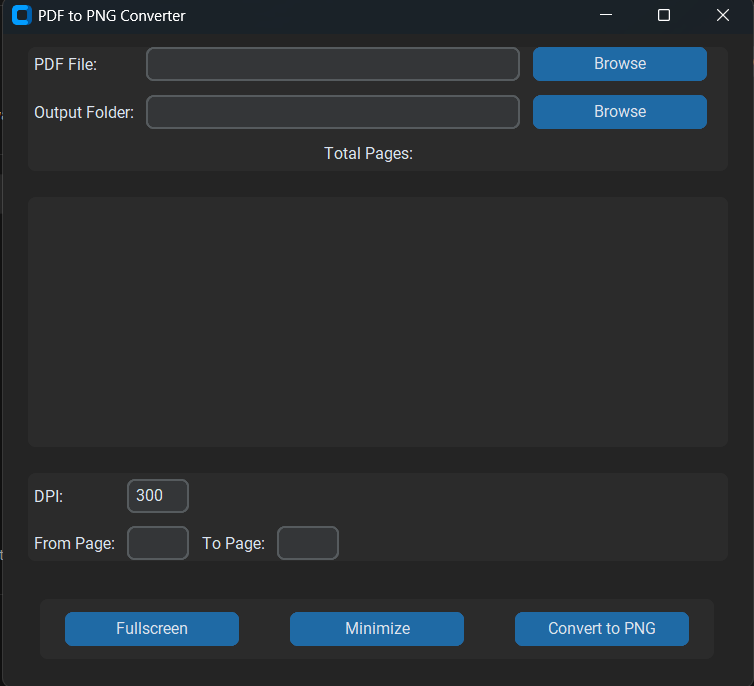 PDF to PNG Converter
PDF File:
Browse
Output Folder:
Browse
Total Pages:
DPI: 300
From Page: To Page:
Fullscreen Minimize Convert to PNG